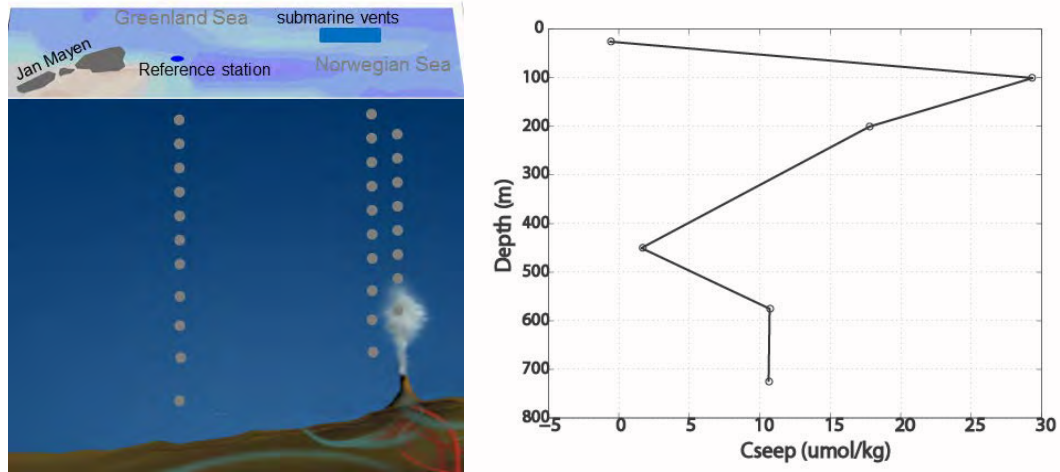 Greenland Sea
submarine vents
Jan Mayen
Reference station
Norwegian Sea
0
100
200
300
400
500
600
700
800
Depth (m)
-5
0
5
10
15
20
25
30
Cseep (umol/kg)